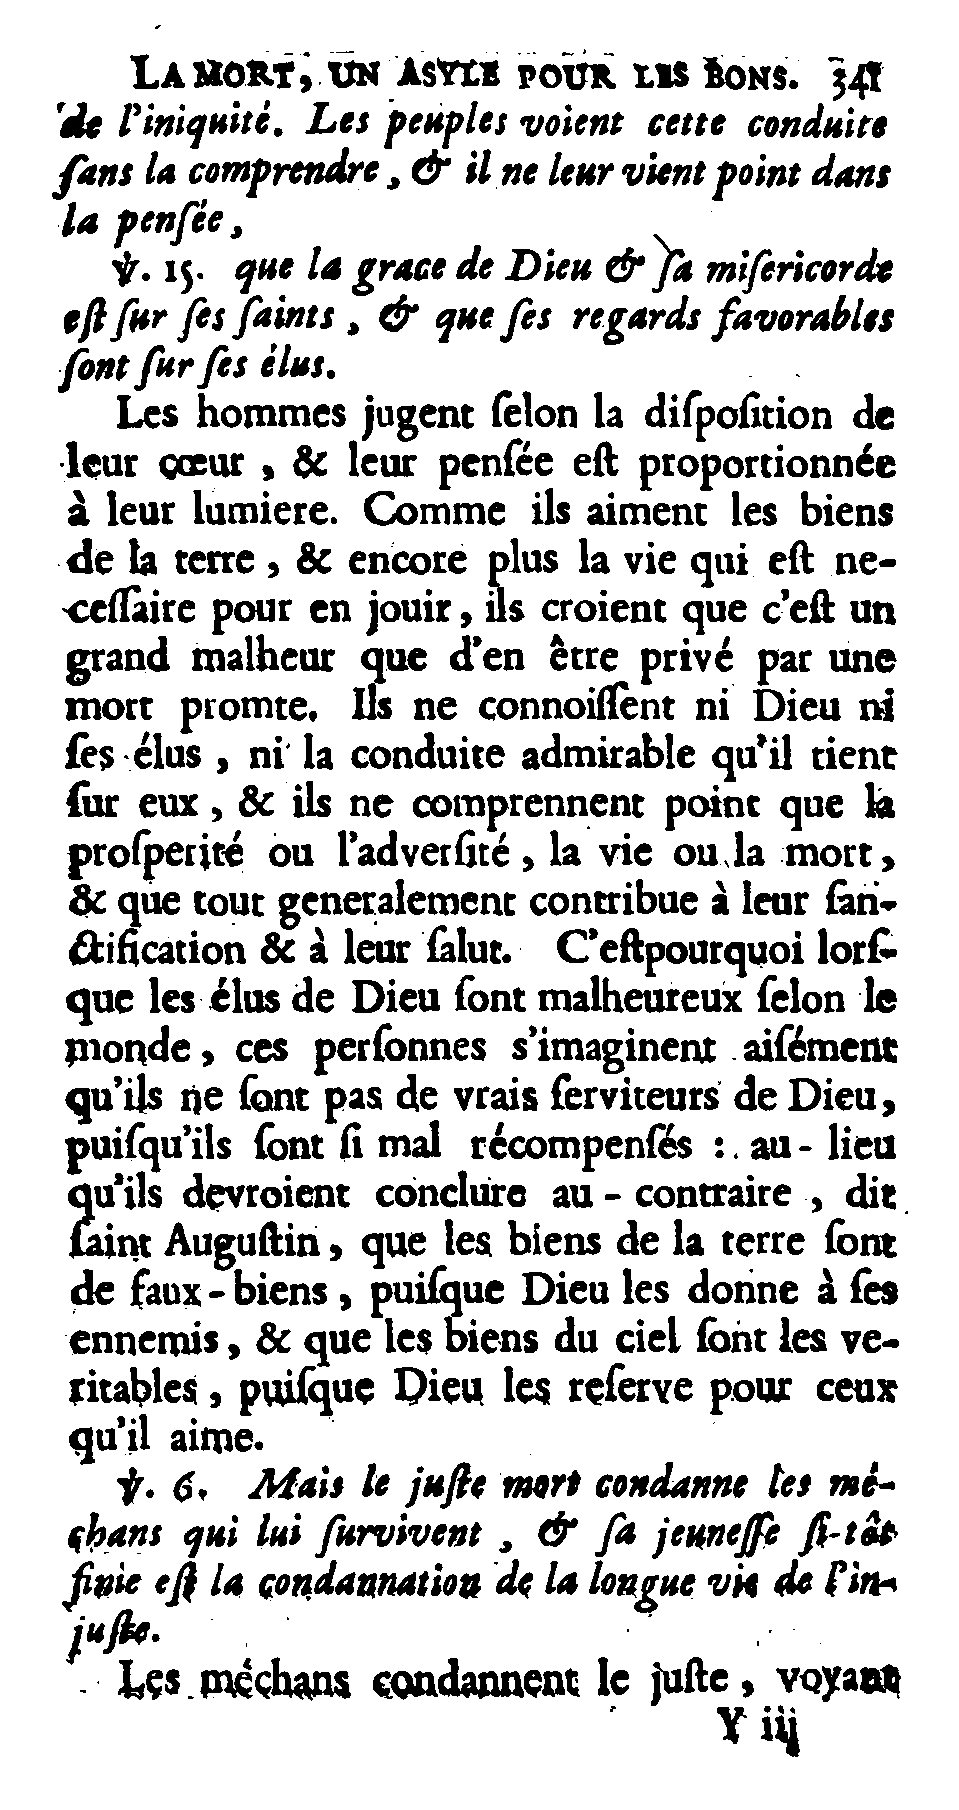 LA MORT, UN ASYLE POUR LES BONS. 341
de l'iniquité. Les peuples voient cette conduite
ſans la comprendre, & il ne leur vient point dans
la penſée,
℣. 15. que la grace de Dieu & ſa miſericorde
eſt ſur ſes ſaints, & que ſes regards favorables
ſont ſur ſes élus.
Les hommes jugent ſelon la diſpoſition de
leur cœur, & leur penſée eſt proportionnée
à leur lumiere. Comme ils aiment les biens
de la terre, & encore plus la vie qui eſt ne-
ceſſaire pour en jouir, ils croient que c'eſt un
grand malheur que d'en être privé par une
mort promte. Ils ne connoiſſent ni Dieu ni
ſes élus, ni la conduite admirable qu'il tient
ſur eux, & ils ne comprennent point que la
proſperité ou l'adverſité, la vie ou la mort,
& que tout generalement contribue à leur ſan-
ctification & à leur ſalut. C'eſtpourquoi lorſ-
que les élus de Dieu ſont malheureux ſelon le
monde, ces perſonnes s'imaginent aiſément
qu'ils ne ſont pas de vrais ſerviteurs de Dieu,
puiſqu'ils ſont ſi mal récompenſés : au-lieu
qu'ils devroient conclure au-contraire, dit
ſaint Auguſtin, que les biens de la terre ſont
de faux-biens, puiſque Dieu les donne à ſes
ennemis, & que les biens du ciel ſont les ve-
ritables, puiſque Dieu les reſerve pour ceux
qu'il aime.
℣. 6. Mais le juſte mort condanne les mé-
chans qui lui ſurvivent, & ſa jeuneſſe ſi-tôt
finie eſt la condannation de la longue vie de l'in-
juſte.
Les méchans condannent le juſte, voyant
Y iij